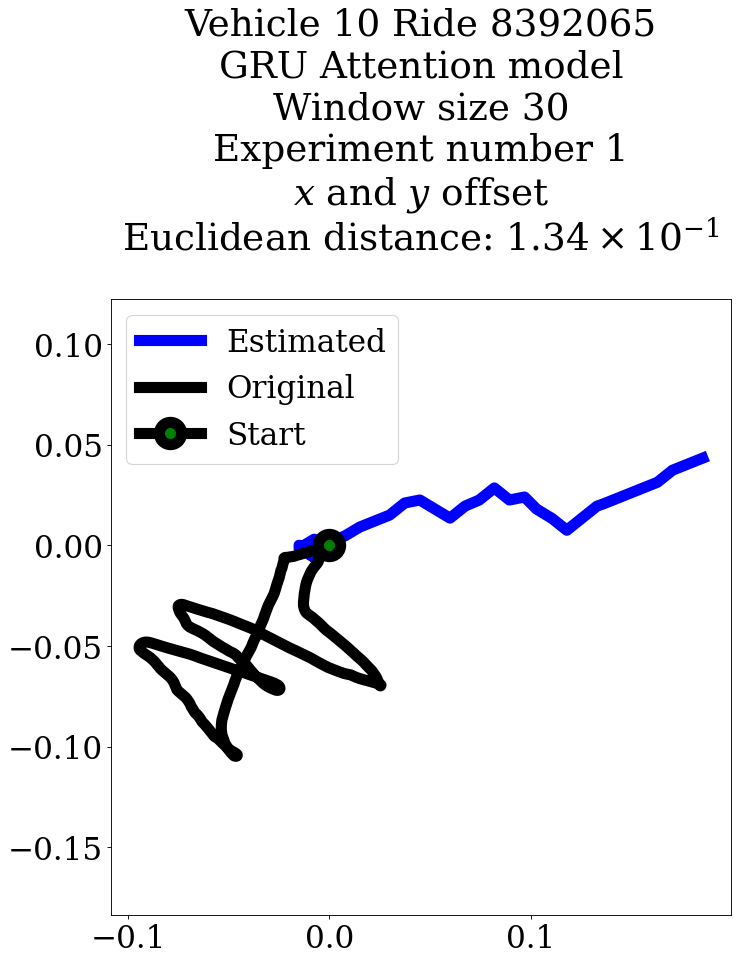 Vehicle 10 Ride 8392065
GRU Attention model
Window size 30
Experiment number 1
x and y offset
Euclidean distance: 1.34 × 10⁻¹
Estimated
Original
Start
0.10
0.05
0.00
−0.05
−0.10
−0.15
−0.1 0.0 0.1